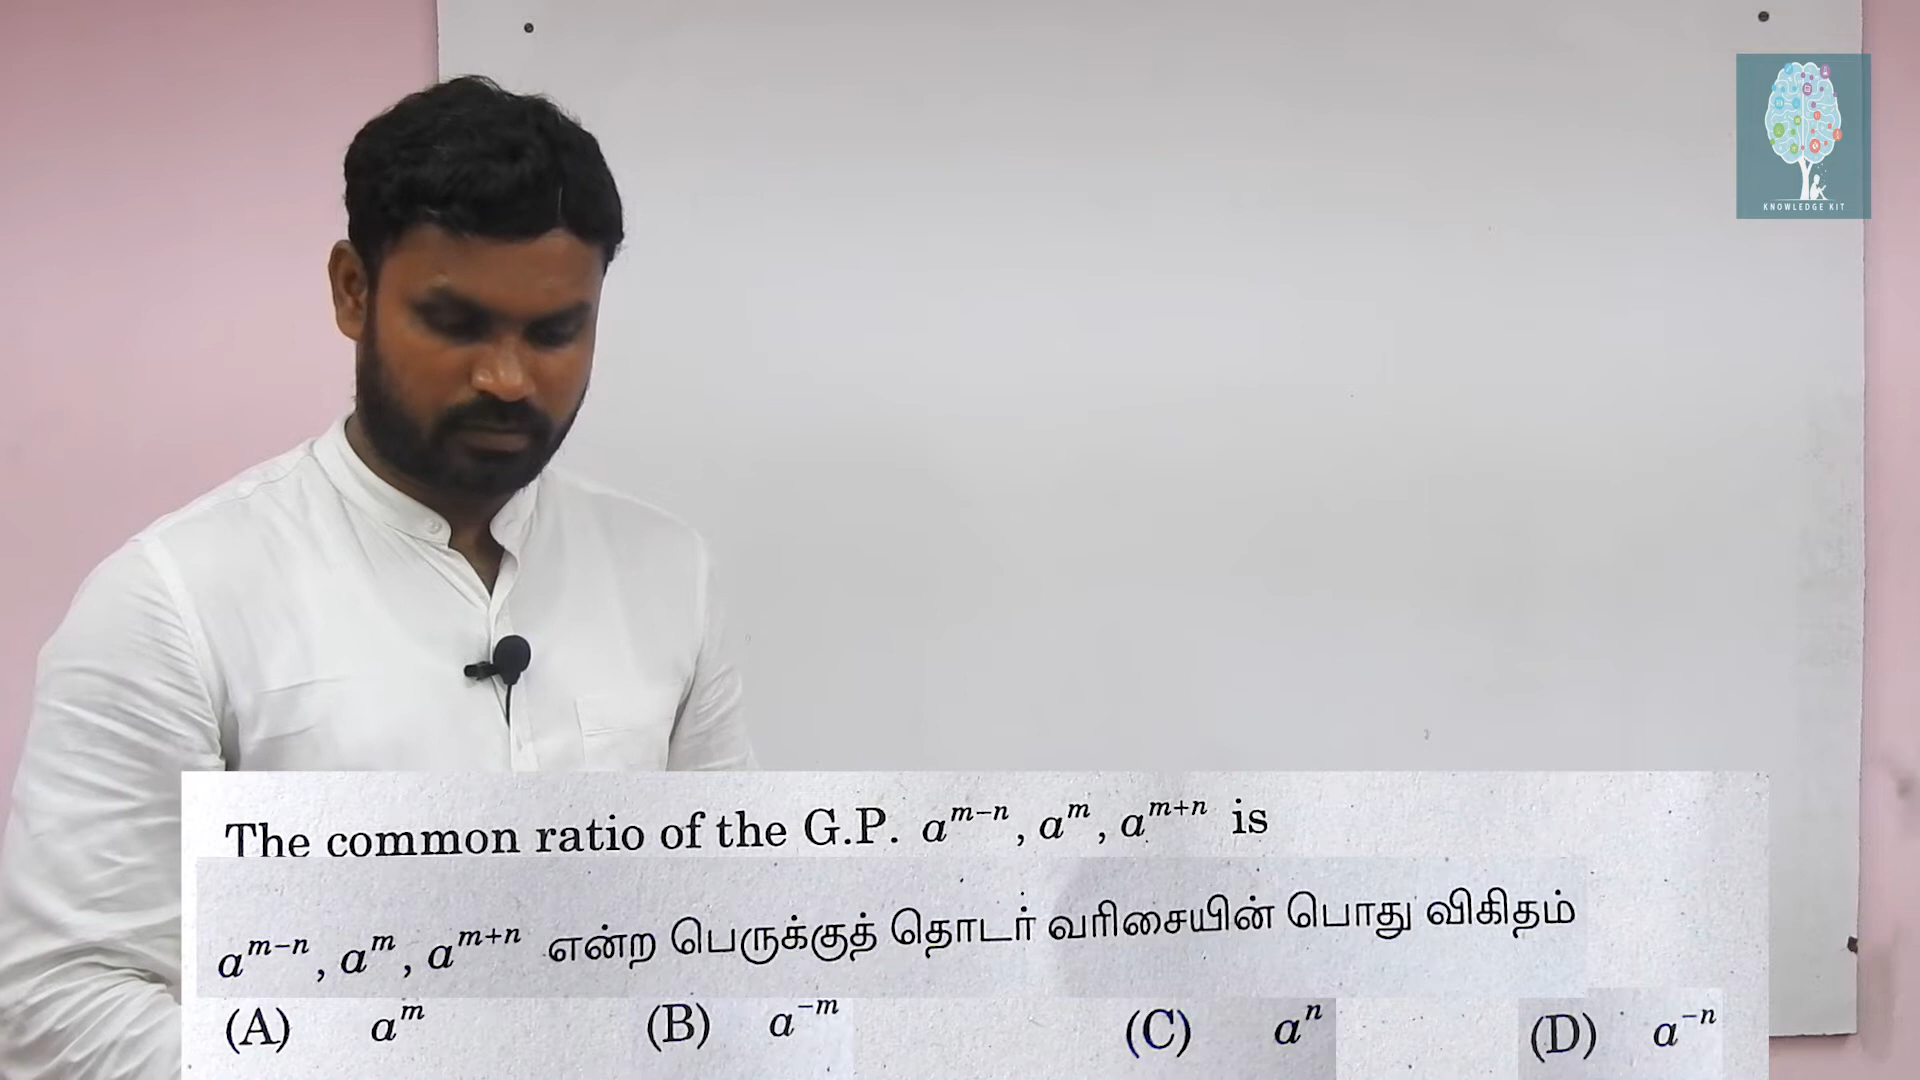 KNOWLEDGE KIT
The common ratio of the G.P. a^{m-n}, a^m, a^{m+n} is
a^{m-n}, a^m, a^{m+n} என்ற பெருக்குத் தொடர் வரிசையின் பொது விகிதம்
(A) a^m (B) a^{-m} (C) a^n (D) a^{-n}